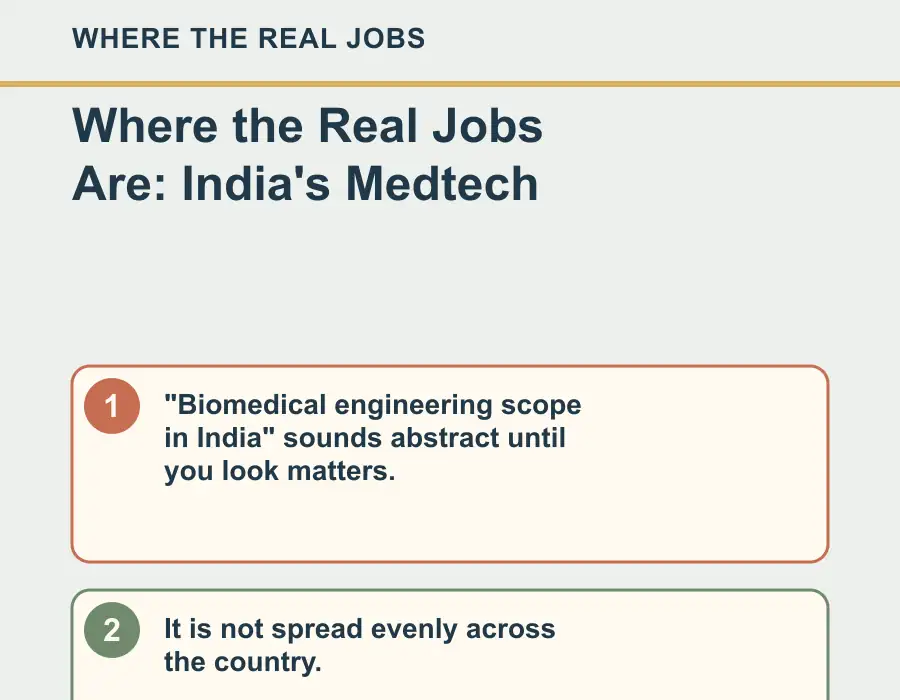 WHERE THE REAL JOBS
Where the Real Jobs
Are: India's Medtech
1
"Biomedical engineering scope
in India" sounds abstract until
you look matters.
2
It is not spread evenly across
the country.